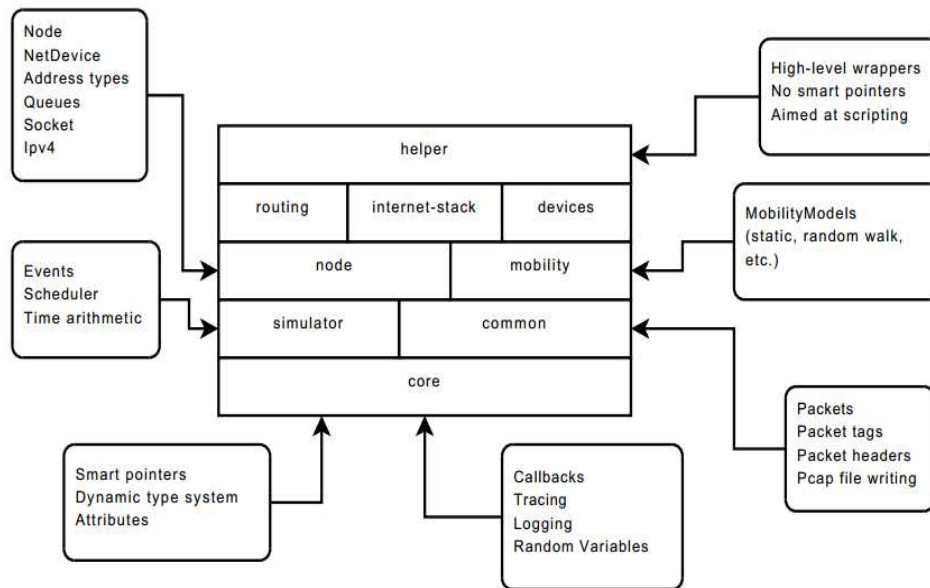 Node
NetDevice
Address types
Queues
Socket
Ipv4
High-level wrappers
No smart pointers
Aimed at scripting
helper
routing
internet-stack
devices
MobilityModels
(static, random walk,
etc.)
node
mobility
Events
Scheduler
Time arithmetic
simulator
common
core
Packets
Packet tags
Packet headers
Pcap file writing
Smart pointers
Dynamic type system
Attributes
Callbacks
Tracing
Logging
Random Variables